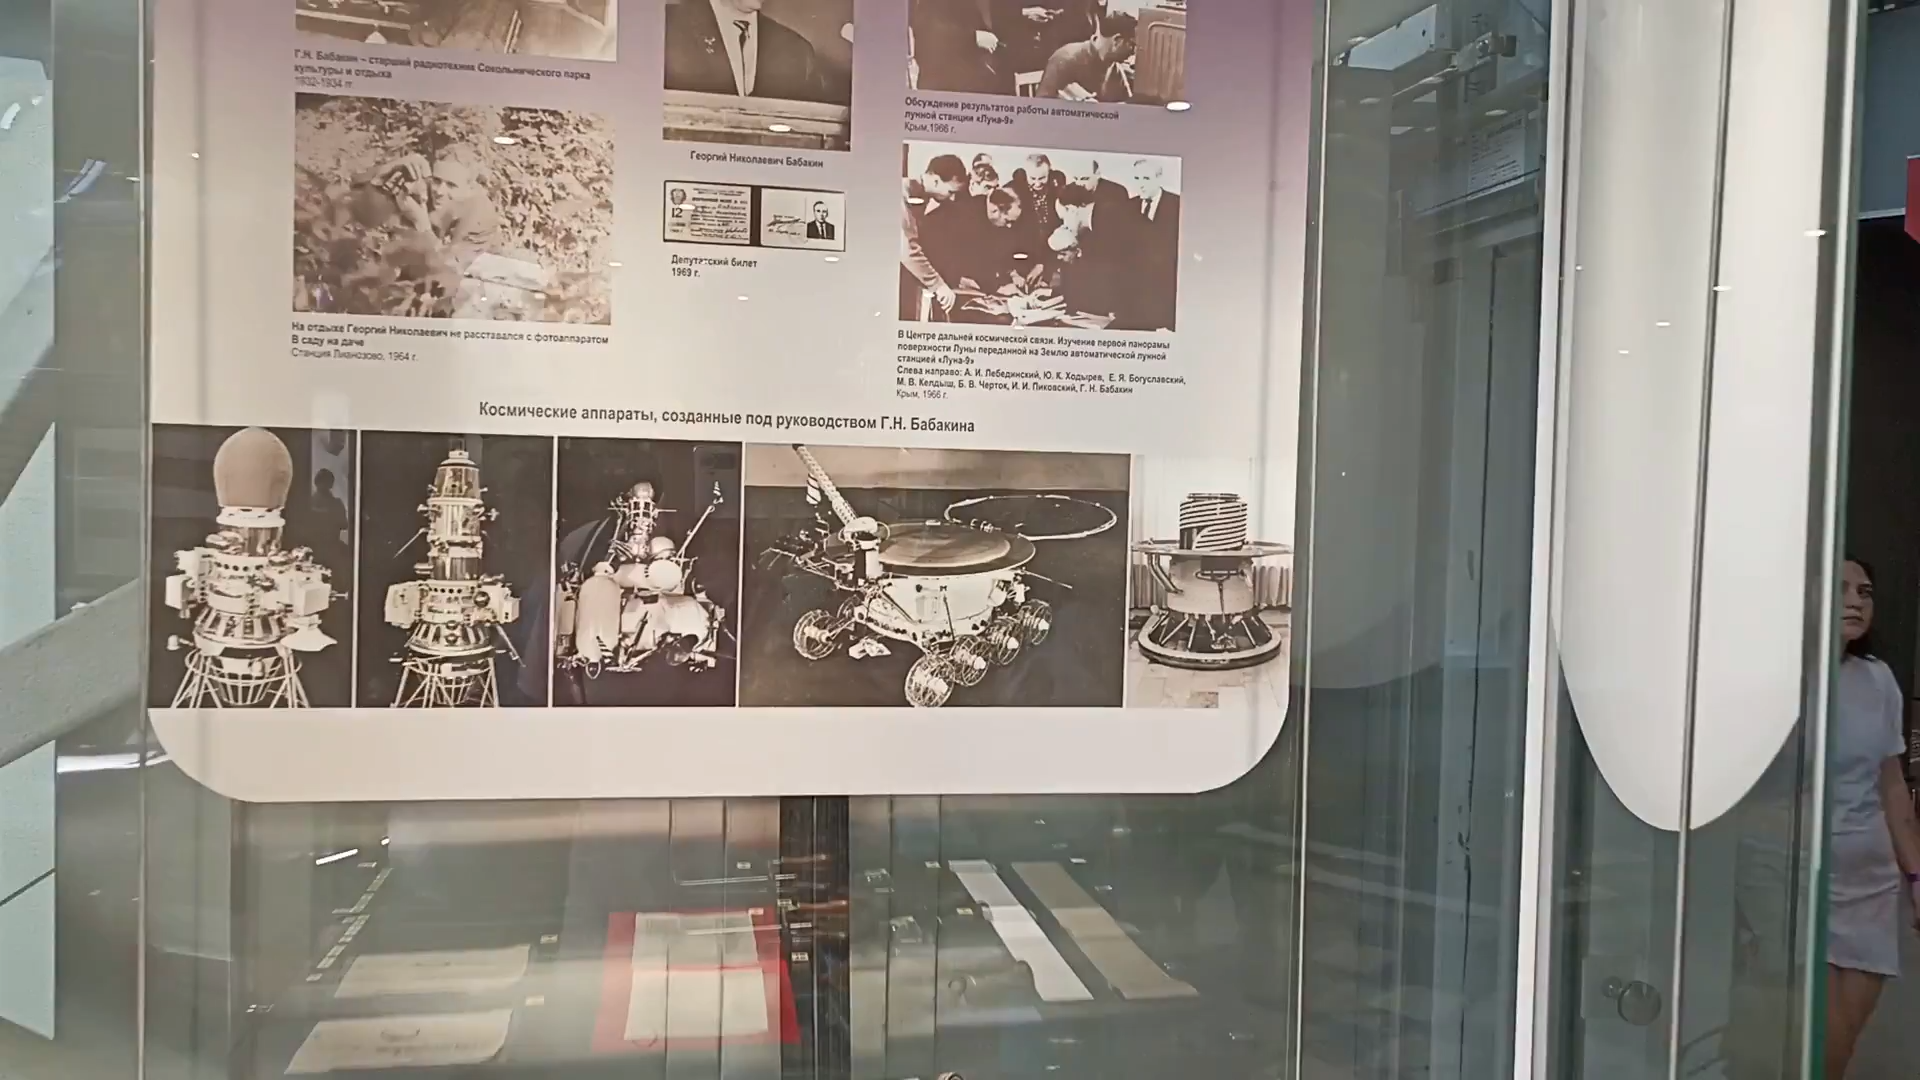 Г.Н. Бабакин – старший радиотехник Сокольнического парка
культуры и отдыха
1932-1934 гг
На отдыхе Георгий Николаевич не расставался с фотоаппаратом
В саду на даче
Станция Лианозово, 1964 г.
Георгий Николаевич Бабакин
12
Депутатский билет
1969 г.
Обсуждение результатов работы автоматической
лунной станции «Луна-9»
Крым,1966 г.
В Центре дальней космической связи. Изучение первой панорамы
поверхности Луны переданной на Землю автоматической лунной
станцией «Луна-9»
Слева направо: А. И. Лебединский, Ю. К. Ходырев, Е. Я. Богуславский,
М. В. Келдыш, Б. В. Черток, И. И. Пиковский, Г. Н. Бабакин
Крым, 1966 г.
Космические аппараты, созданные под руководством Г.Н. Бабакина